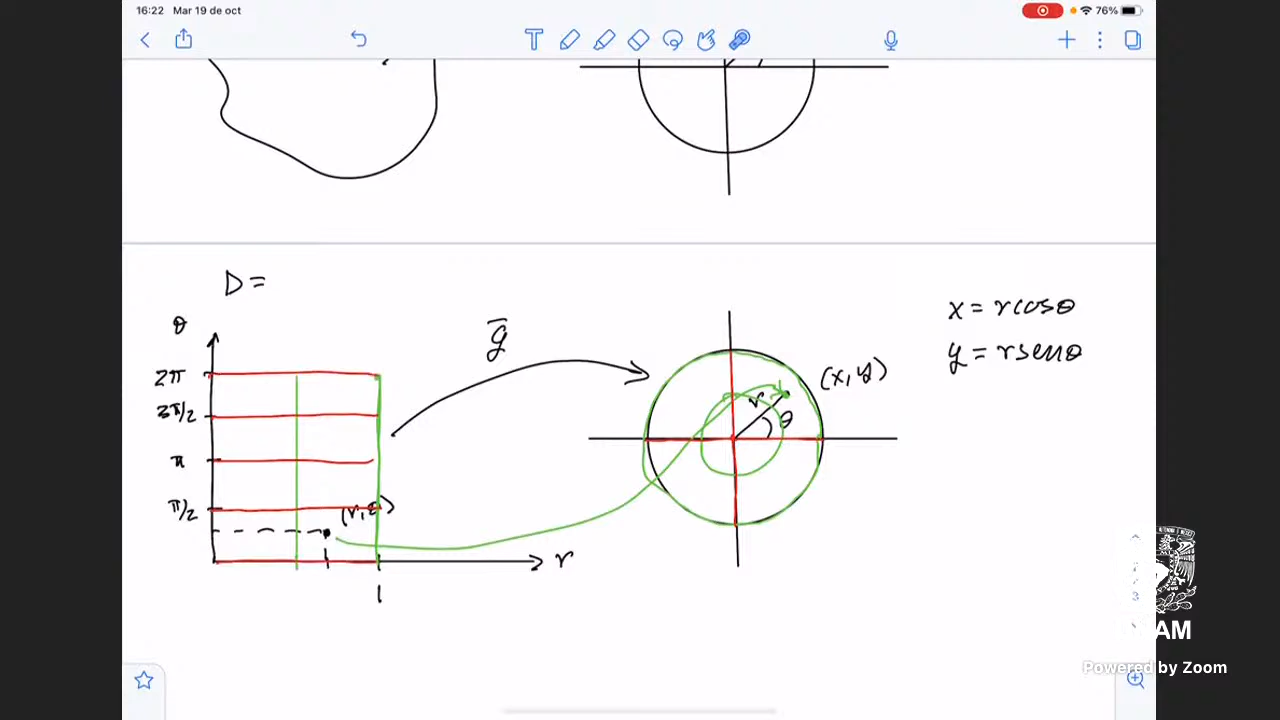 16:22 Mar 19 de oct
76%
D =
θ
ḡ
x = r cos θ
y = r sen θ
2π
3π/2
π
π/2
(r, θ)
r
1
(x, y)
r
θ
Powered by Zoom